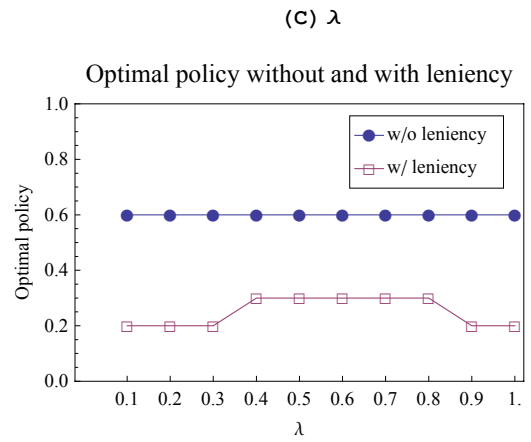 (C) λ
Optimal policy without and with leniency
1.0
0.8
0.6
0.4
0.2
0.0
Optimal policy
w/o leniency
w/ leniency
0.1 0.2 0.3 0.4 0.5 0.6 0.7 0.8 0.9 1.
λ